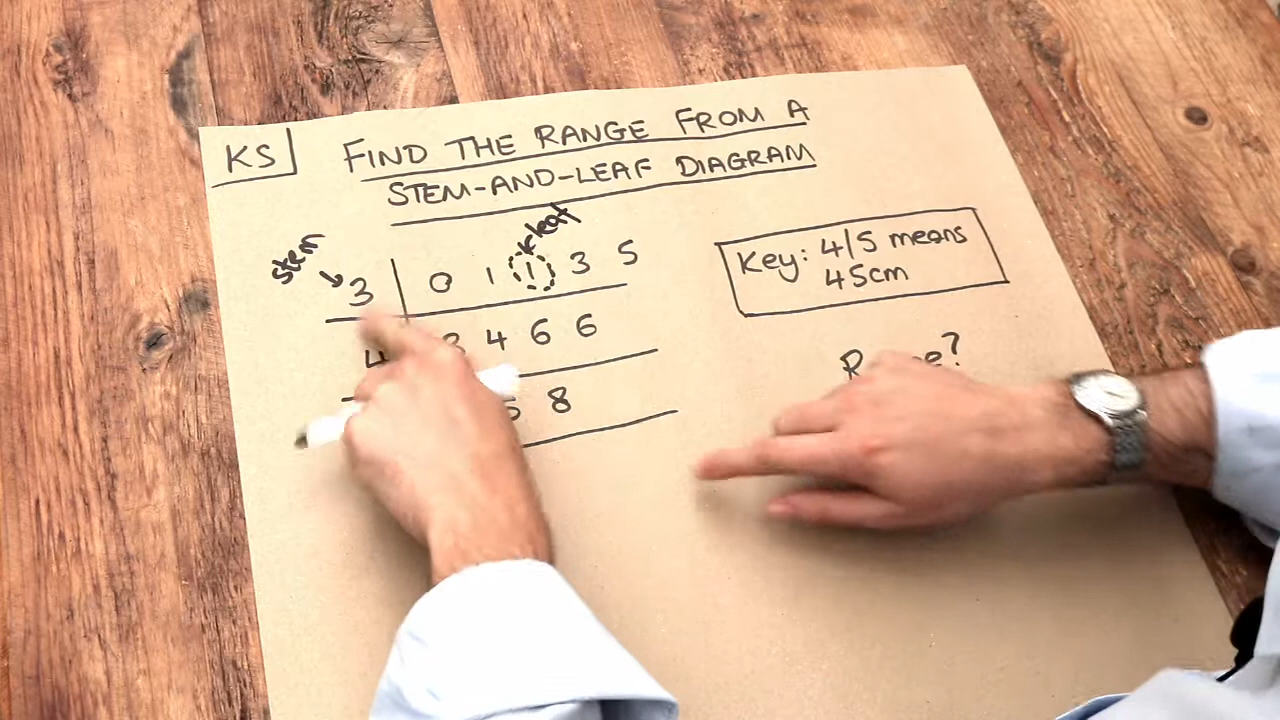 KS
FIND THE RANGE FROM A
STEM-AND-LEAF DIAGRAM
stem
leaf
3 | 0 1 1 3 5
4 4 6 6
8
Key: 4/5 means
45cm